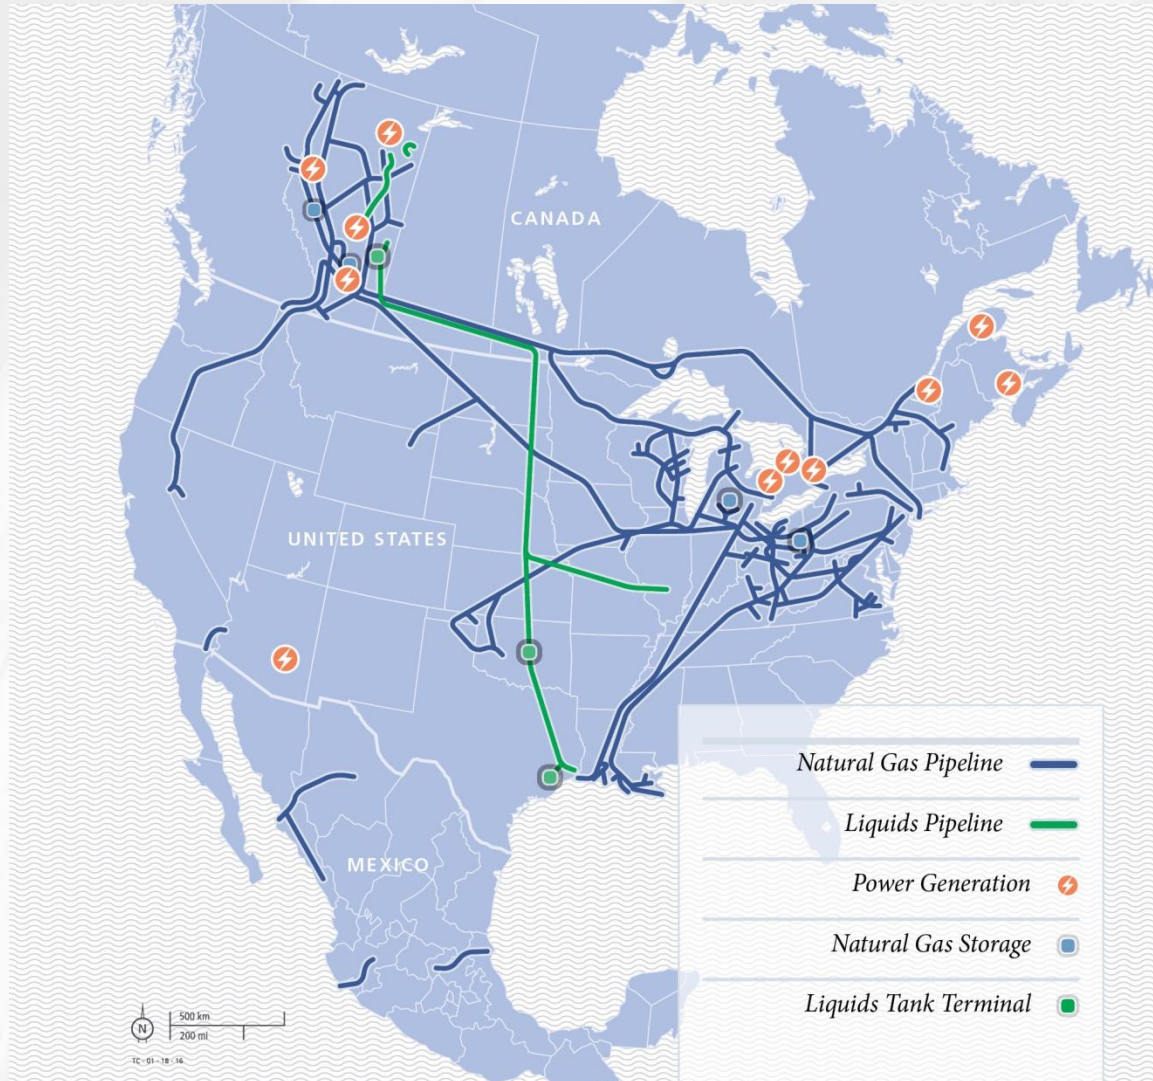 CANADA
UNITED STATES
MEXICO
Natural Gas Pipeline
Liquids Pipeline
Power Generation
Natural Gas Storage
Liquids Tank Terminal
N
500 km
200 mi
TC - 01 - 18 - 16